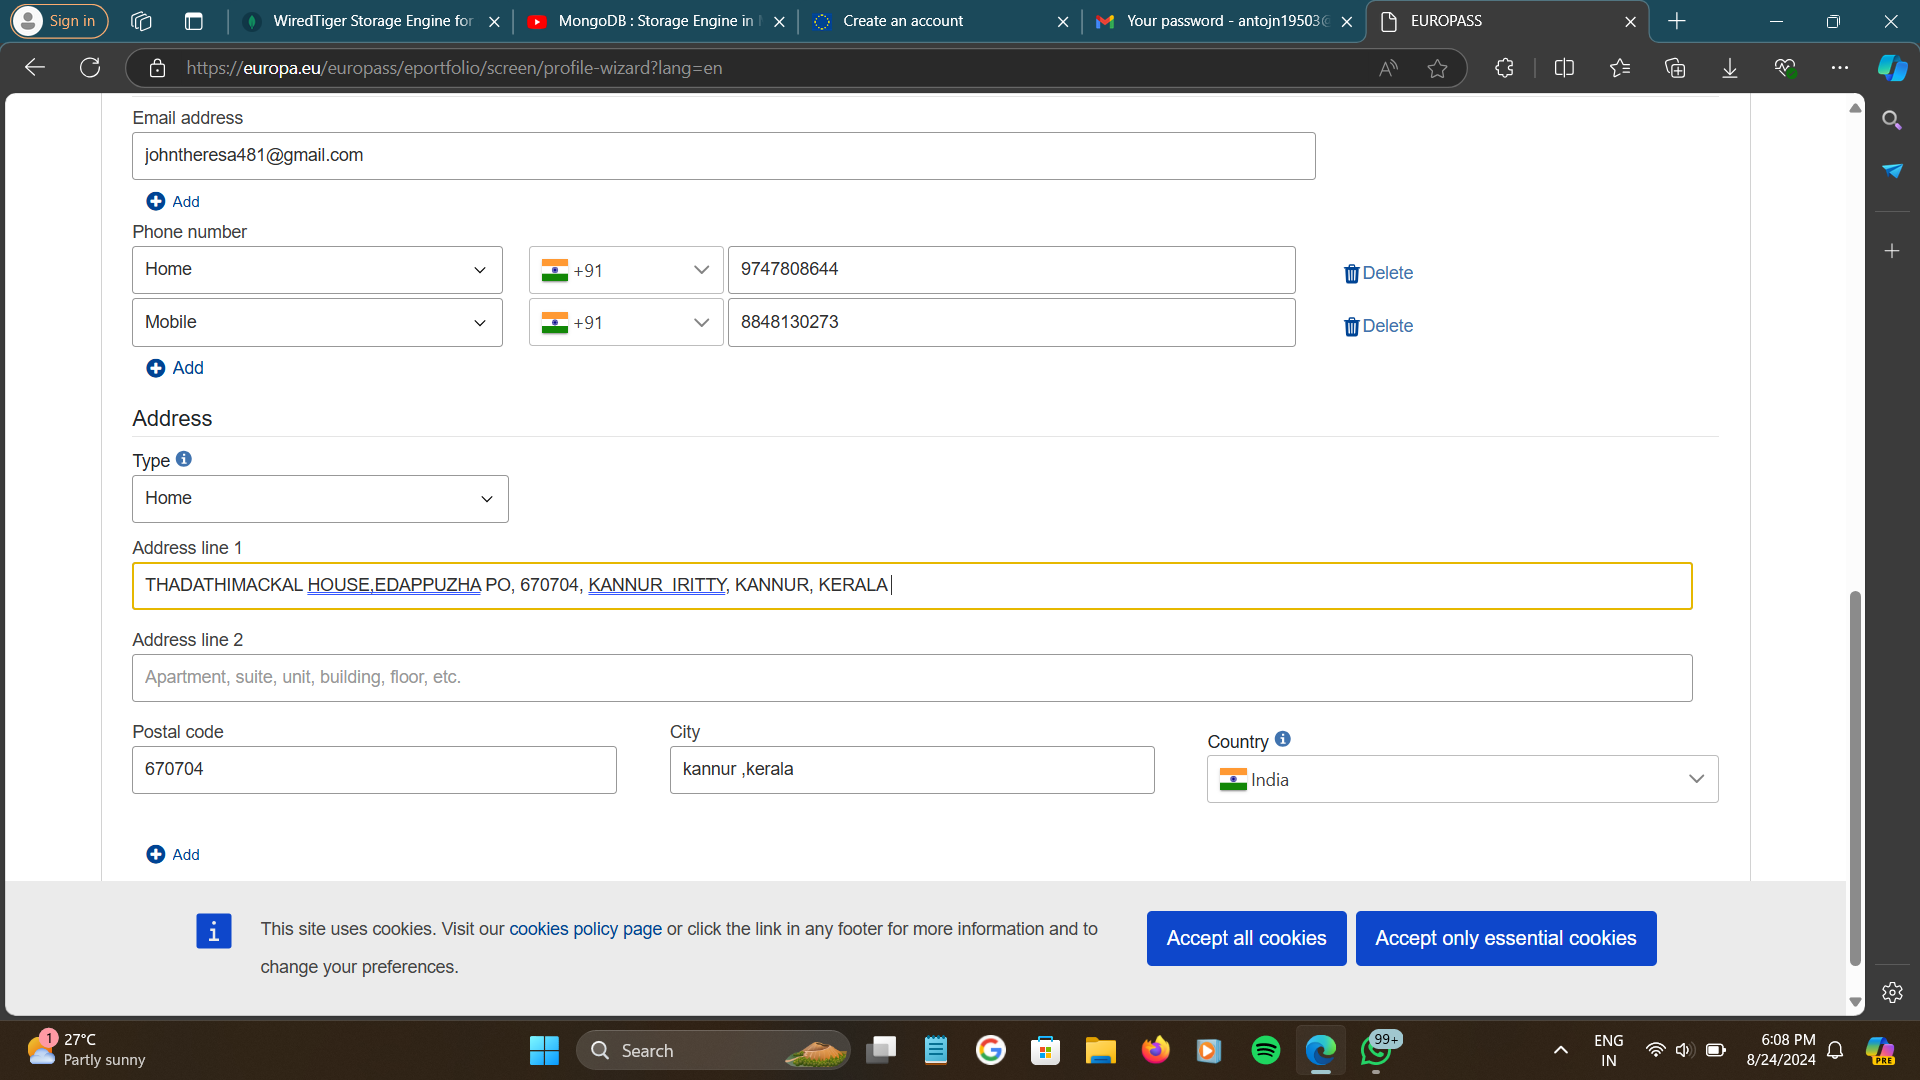 Sign in
WiredTiger Storage Engine for
MongoDB : Storage Engine in
Create an account
Your password - antojn19503@
EUROPASS
https://europa.eu/europass/eportfolio/screen/profile-wizard?lang=en
Email address
johntheresa481@gmail.com
Add
Phone number
Home +91 9747808644 Delete
Mobile +91 8848130273 Delete
Add
Address
Type
Home
Address line 1
THADATHIMACKAL HOUSE,EDAPPUZHA PO, 670704, KANNUR IRITTY, KANNUR, KERALA
Address line 2
Apartment, suite, unit, building, floor, etc.
Postal code City Country
670704 kannur ,kerala India
Add
This site uses cookies. Visit our cookies policy page or click the link in any footer for more information and to
change your preferences.
Accept all cookies Accept only essential cookies
1
27°C
Partly sunny
Search
99+
ENG
IN
6:08 PM
8/24/2024
PRE